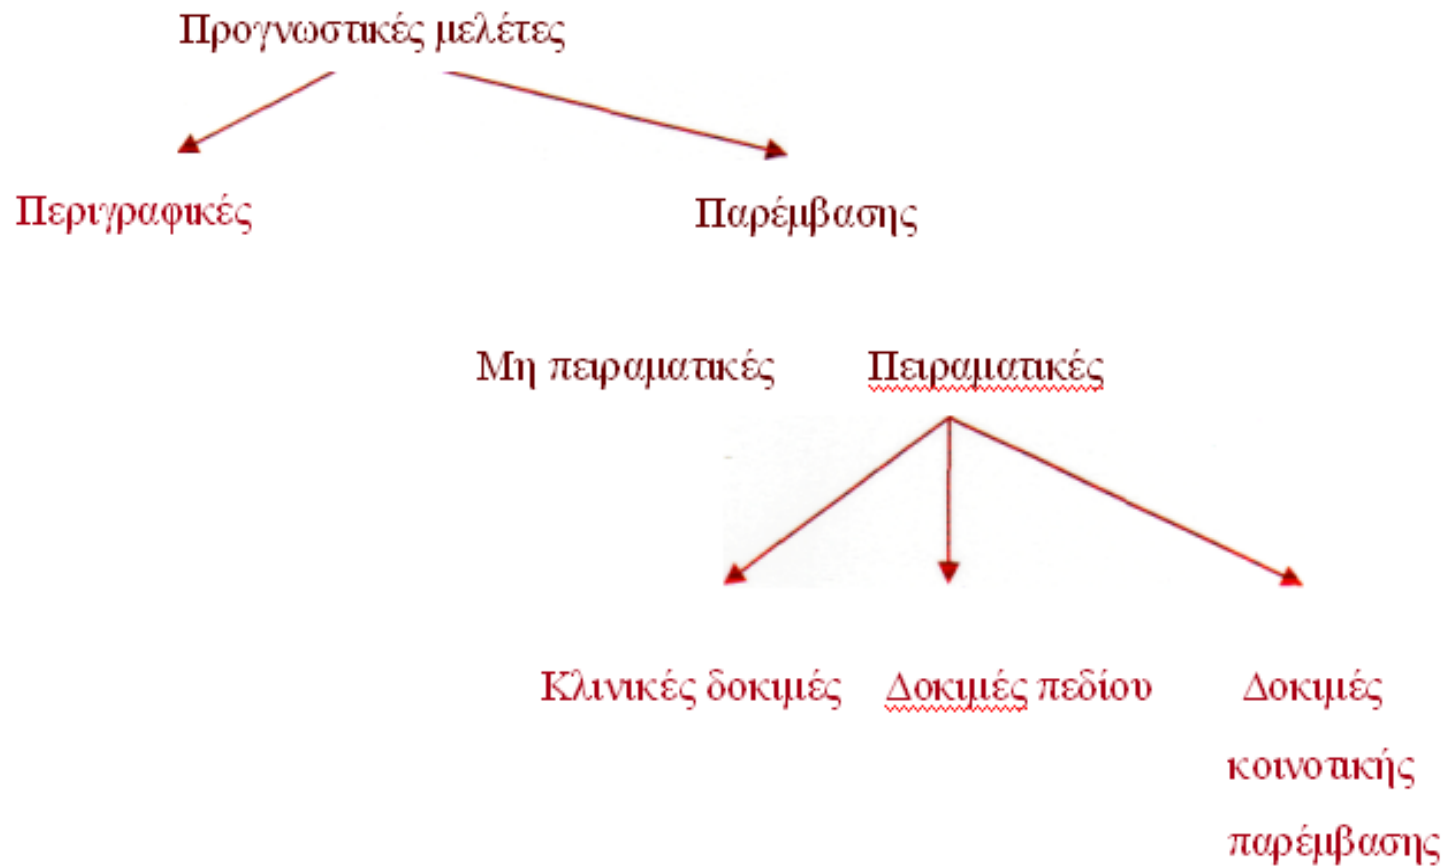 Προγνωστικές μελέτες
Περιγραφικές
Παρέμβασης
Μη πειραματικές
Πειραματικές
Κλινικές δοκιμές
Δοκιμές πεδίου
Δοκιμές
κοινοτικής
παρέμβασης